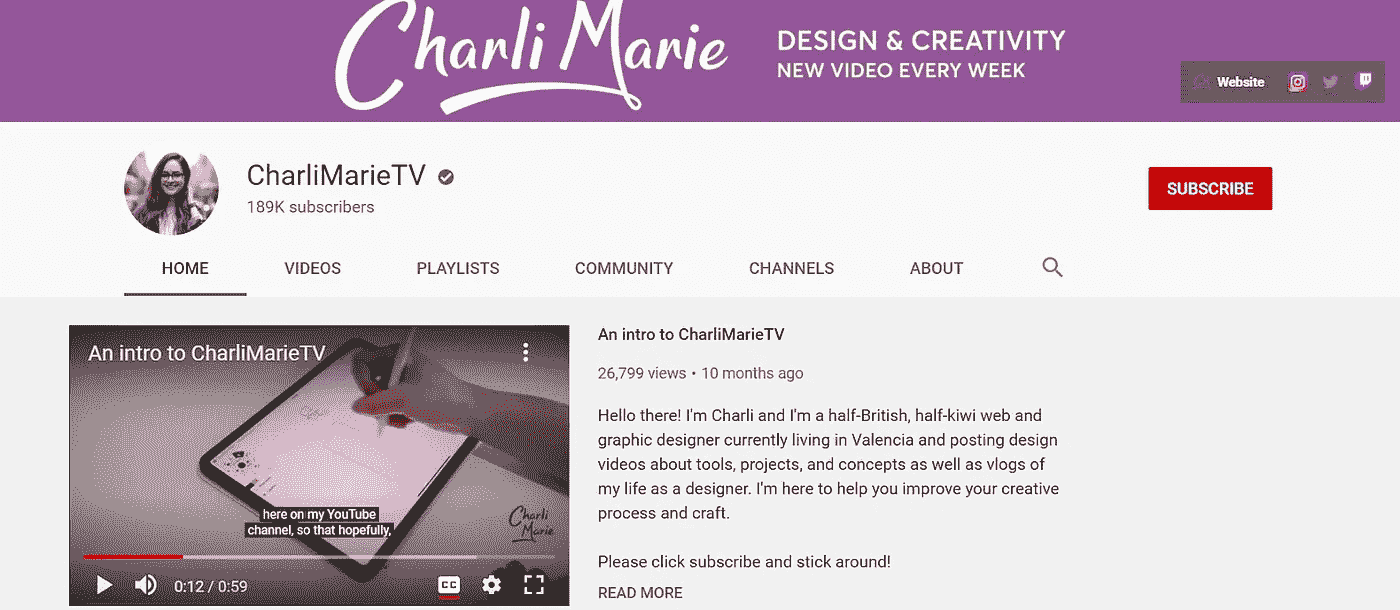 Charli Marie
DESIGN & CREATIVITY
NEW VIDEO EVERY WEEK
Website
CharliMarieTV
189K subscribers
SUBSCRIBE
HOME VIDEOS PLAYLISTS COMMUNITY CHANNELS ABOUT
An intro to CharliMarieTV
here on my YouTube
channel, so that hopefully,
Charli
Marie
0:12 / 0:59
CC
An intro to CharliMarieTV
26,799 views • 10 months ago
Hello there! I'm Charli and I'm a half-British, half-kiwi web and
graphic designer currently living in Valencia and posting design
videos about tools, projects, and concepts as well as vlogs of
my life as a designer. I'm here to help you improve your creative
process and craft.
Please click subscribe and stick around!
READ MORE